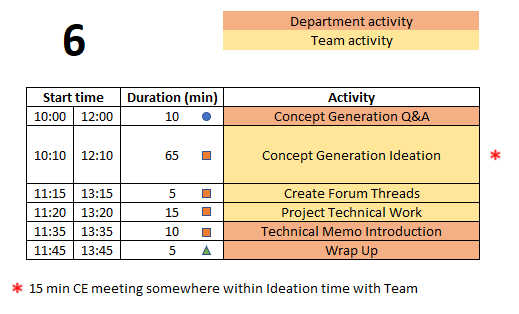 6
Department activity
Team activity
Start time Duration (min) Activity
10:00 12:00 10 Concept Generation Q&A
10:10 12:10 65 Concept Generation Ideation *
11:15 13:15 5 Create Forum Threads
11:20 13:20 15 Project Technical Work
11:35 13:35 10 Technical Memo Introduction
11:45 13:45 5 Wrap Up
* 15 min CE meeting somewhere within Ideation time with Team